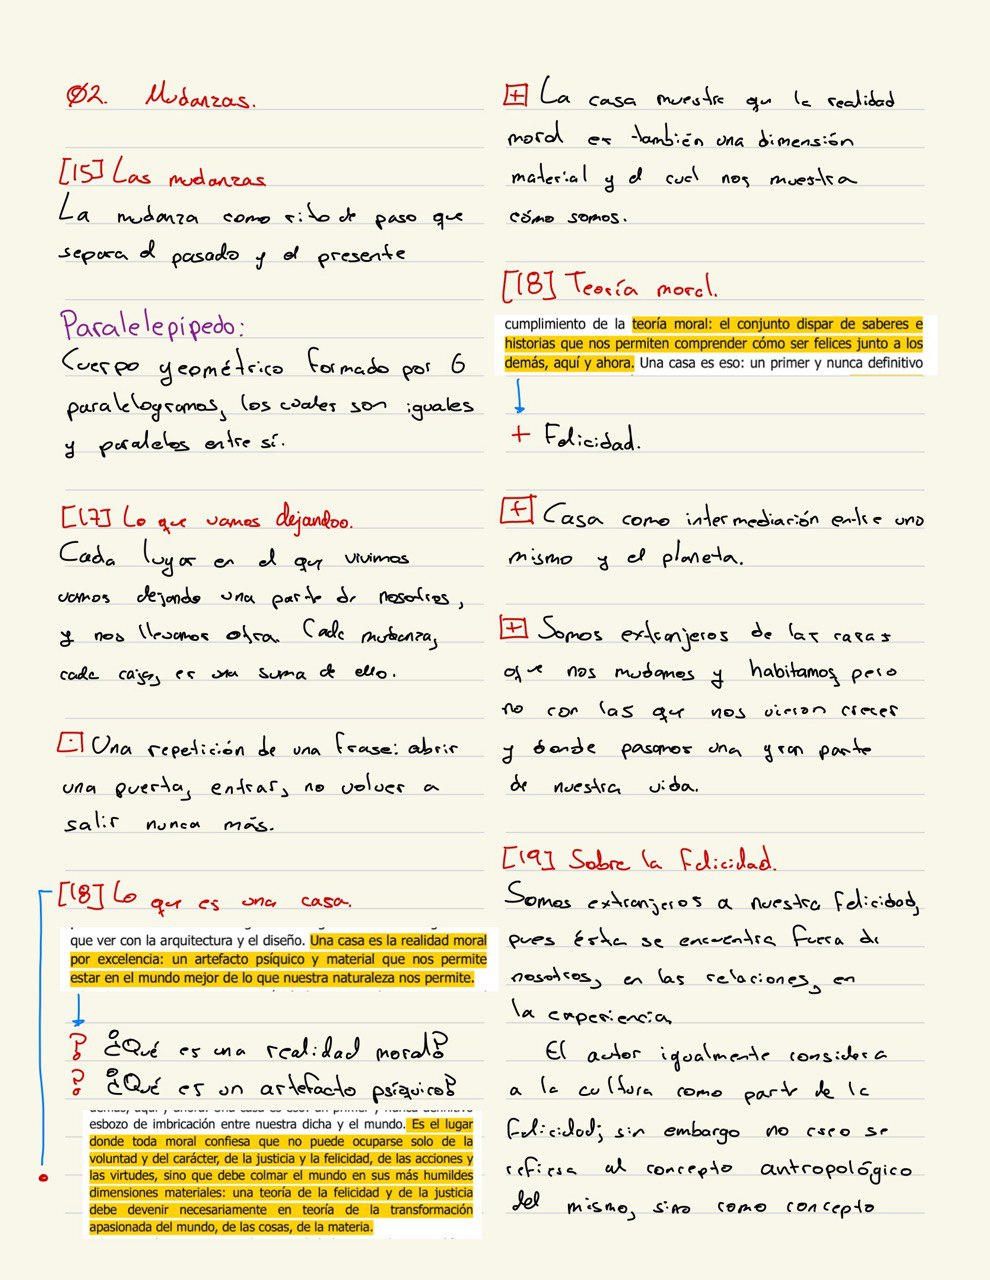 Ø2. Mudanzas.
[15] Las mudanzas
La mudanza como rito de paso que
separa el pasado y el presente
Paralelepípedo:
Cuerpo geométrico formado por 6
paralelogramos, los cuales son iguales
y paralelos entre sí.
[17] Lo que vamos dejandoo.
Cada lugar en el que vivimos
vamos dejando una parte de nosotros,
y nos llevamos otra. Cada mudanza,
cada caja, es una suma de ello.
Una repetición de una frase: abrir
una puerta, entrar, no volver a
salir nunca más.
[18] Lo que es una casa.
que ver con la arquitectura y el diseño. Una casa es la realidad moral
por excelencia: un artefacto psíquico y material que nos permite
estar en el mundo mejor de lo que nuestra naturaleza nos permite.
? ¿Qué es una realidad moral?
? ¿Qué es un artefacto psíquico?
demás, aquí y ahora. Una casa es eso: un primer y nunca definitivo
esbozo de imbricación entre nuestra dicha y el mundo. Es el lugar
donde toda moral confiesa que no puede ocuparse solo de la
voluntad y del carácter, de la justicia y la felicidad, de las acciones y
las virtudes, sino que debe colmar el mundo en sus más humildes
dimensiones materiales: una teoría de la felicidad y de la justicia
debe devenir necesariamente en teoría de la transformación
apasionada del mundo, de las cosas, de la materia.
+ La casa muestra que la realidad
moral es también una dimensión
material y el cual nos muestra
cómo somos.
[18] Teoría moral.
cumplimiento de la teoría moral: el conjunto dispar de saberes e
historias que nos permiten comprender cómo ser felices junto a los
demás, aquí y ahora. Una casa es eso: un primer y nunca definitivo
+ Felicidad.
+ Casa como intermediación entre uno
mismo y el planeta.
+ Somos extranjeros de las casas
que nos mudamos y habitamos, pero
no con las que nos vieron crecer
y donde pasamos una gran parte
de nuestra vida.
[19] Sobre la Felicidad.
Somos extranjeros a nuestra felicidad,
pues ésta se encuentra fuera de
nosotros, en las relaciones, en
la experiencia.
El autor igualmente considera
a la cultura como parte de la
felicidad; sin embargo no creo se
refiera al concepto antropológico
del mismo, sino como concepto